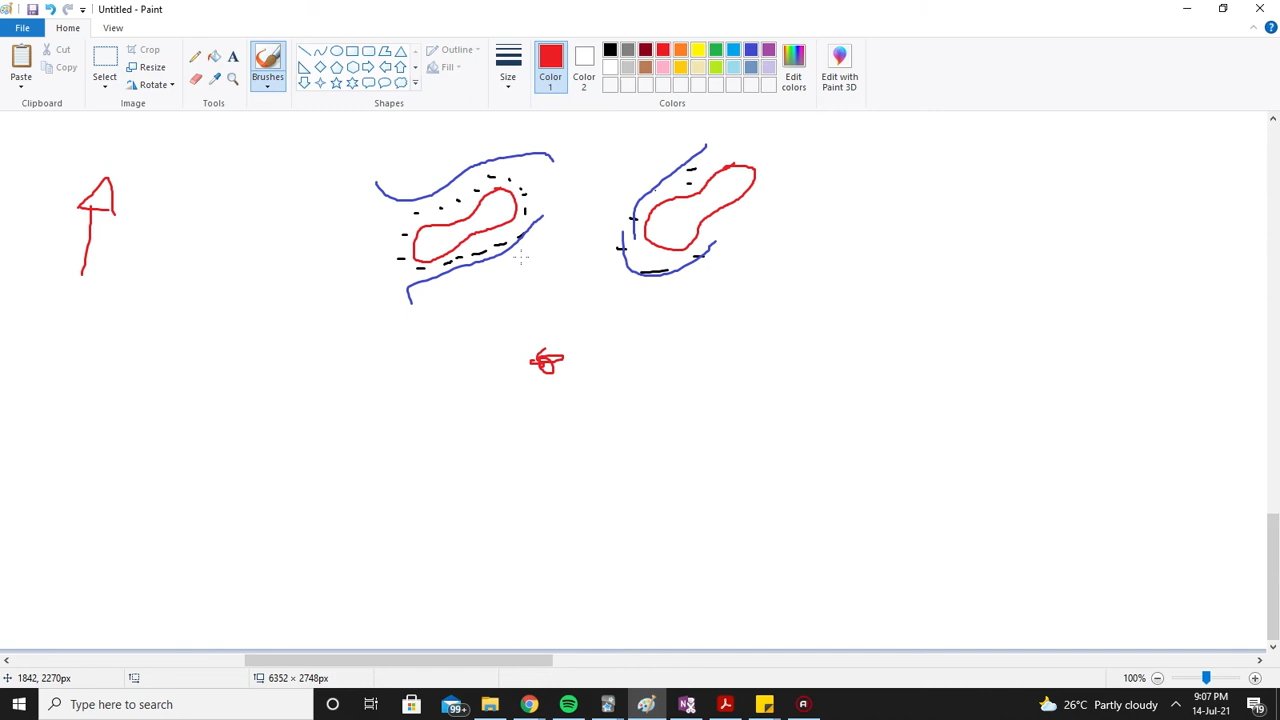 Untitled - Paint
File
Home
View
Paste
Cut
Copy
Clipboard
Select
Crop
Resize
Rotate
Image
Tools
Brushes
Shapes
Outline
Fill
Size
Color 1
Color 2
Colors
Edit colors
Edit with Paint 3D
1842, 2270px
6352 × 2748px
100%
Type here to search
99+
26°C Partly cloudy
9:07 PM
14-Jul-21
19